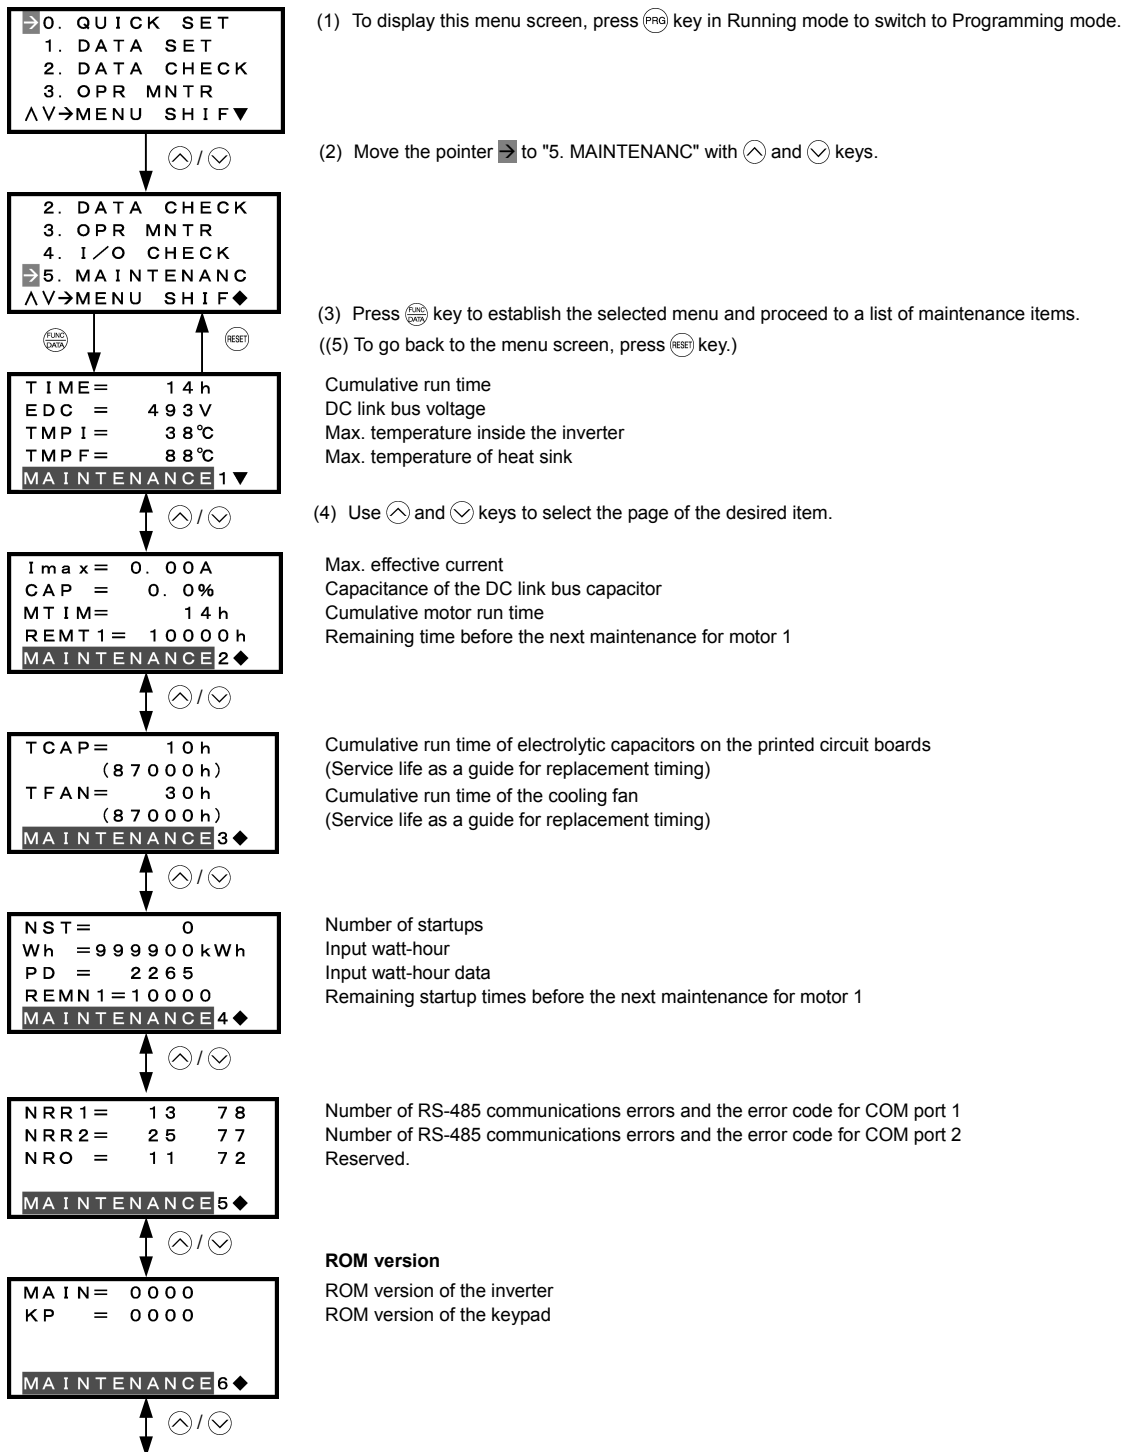 →0. QUICK SET
1. DATA SET
2. DATA CHECK
3. OPR MNTR
∧∨→MENU SHIF▼
(1) To display this menu screen, press PRG key in Running mode to switch to Programming mode.
∧ / ∨
(2) Move the pointer → to "5. MAINTENANC" with ∧ and ∨ keys.
2. DATA CHECK
3. OPR MNTR
4. I/O CHECK
→5. MAINTENANC
∧∨→MENU SHIF◆
(3) Press FUNC DATA key to establish the selected menu and proceed to a list of maintenance items.
FUNC DATA RESET
((5) To go back to the menu screen, press RESET key.)
TIME= 14h Cumulative run time
EDC = 493V DC link bus voltage
TMPI= 38℃ Max. temperature inside the inverter
TMPF= 88℃ Max. temperature of heat sink
MAINTENANCE1▼
∧ / ∨
(4) Use ∧ and ∨ keys to select the page of the desired item.
Imax= 0.00A Max. effective current
CAP = 0.0% Capacitance of the DC link bus capacitor
MTIM= 14h Cumulative motor run time
REMT1= 10000h Remaining time before the next maintenance for motor 1
MAINTENANCE2◆
∧ / ∨
TCAP= 10h Cumulative run time of electrolytic capacitors on the printed circuit boards
(87000h) (Service life as a guide for replacement timing)
TFAN= 30h Cumulative run time of the cooling fan
(87000h) (Service life as a guide for replacement timing)
MAINTENANCE3◆
∧ / ∨
NST= 0 Number of startups
Wh =999900kWh Input watt-hour
PD = 2265 Input watt-hour data
REMN1=10000 Remaining startup times before the next maintenance for motor 1
MAINTENANCE4◆
∧ / ∨
NRR1= 13 78 Number of RS-485 communications errors and the error code for COM port 1
NRR2= 25 77 Number of RS-485 communications errors and the error code for COM port 2
NRO = 11 72 Reserved.
MAINTENANCE5◆
∧ / ∨
ROM version
MAIN= 0000 ROM version of the inverter
KP = 0000 ROM version of the keypad
MAINTENANCE6◆
∧ / ∨